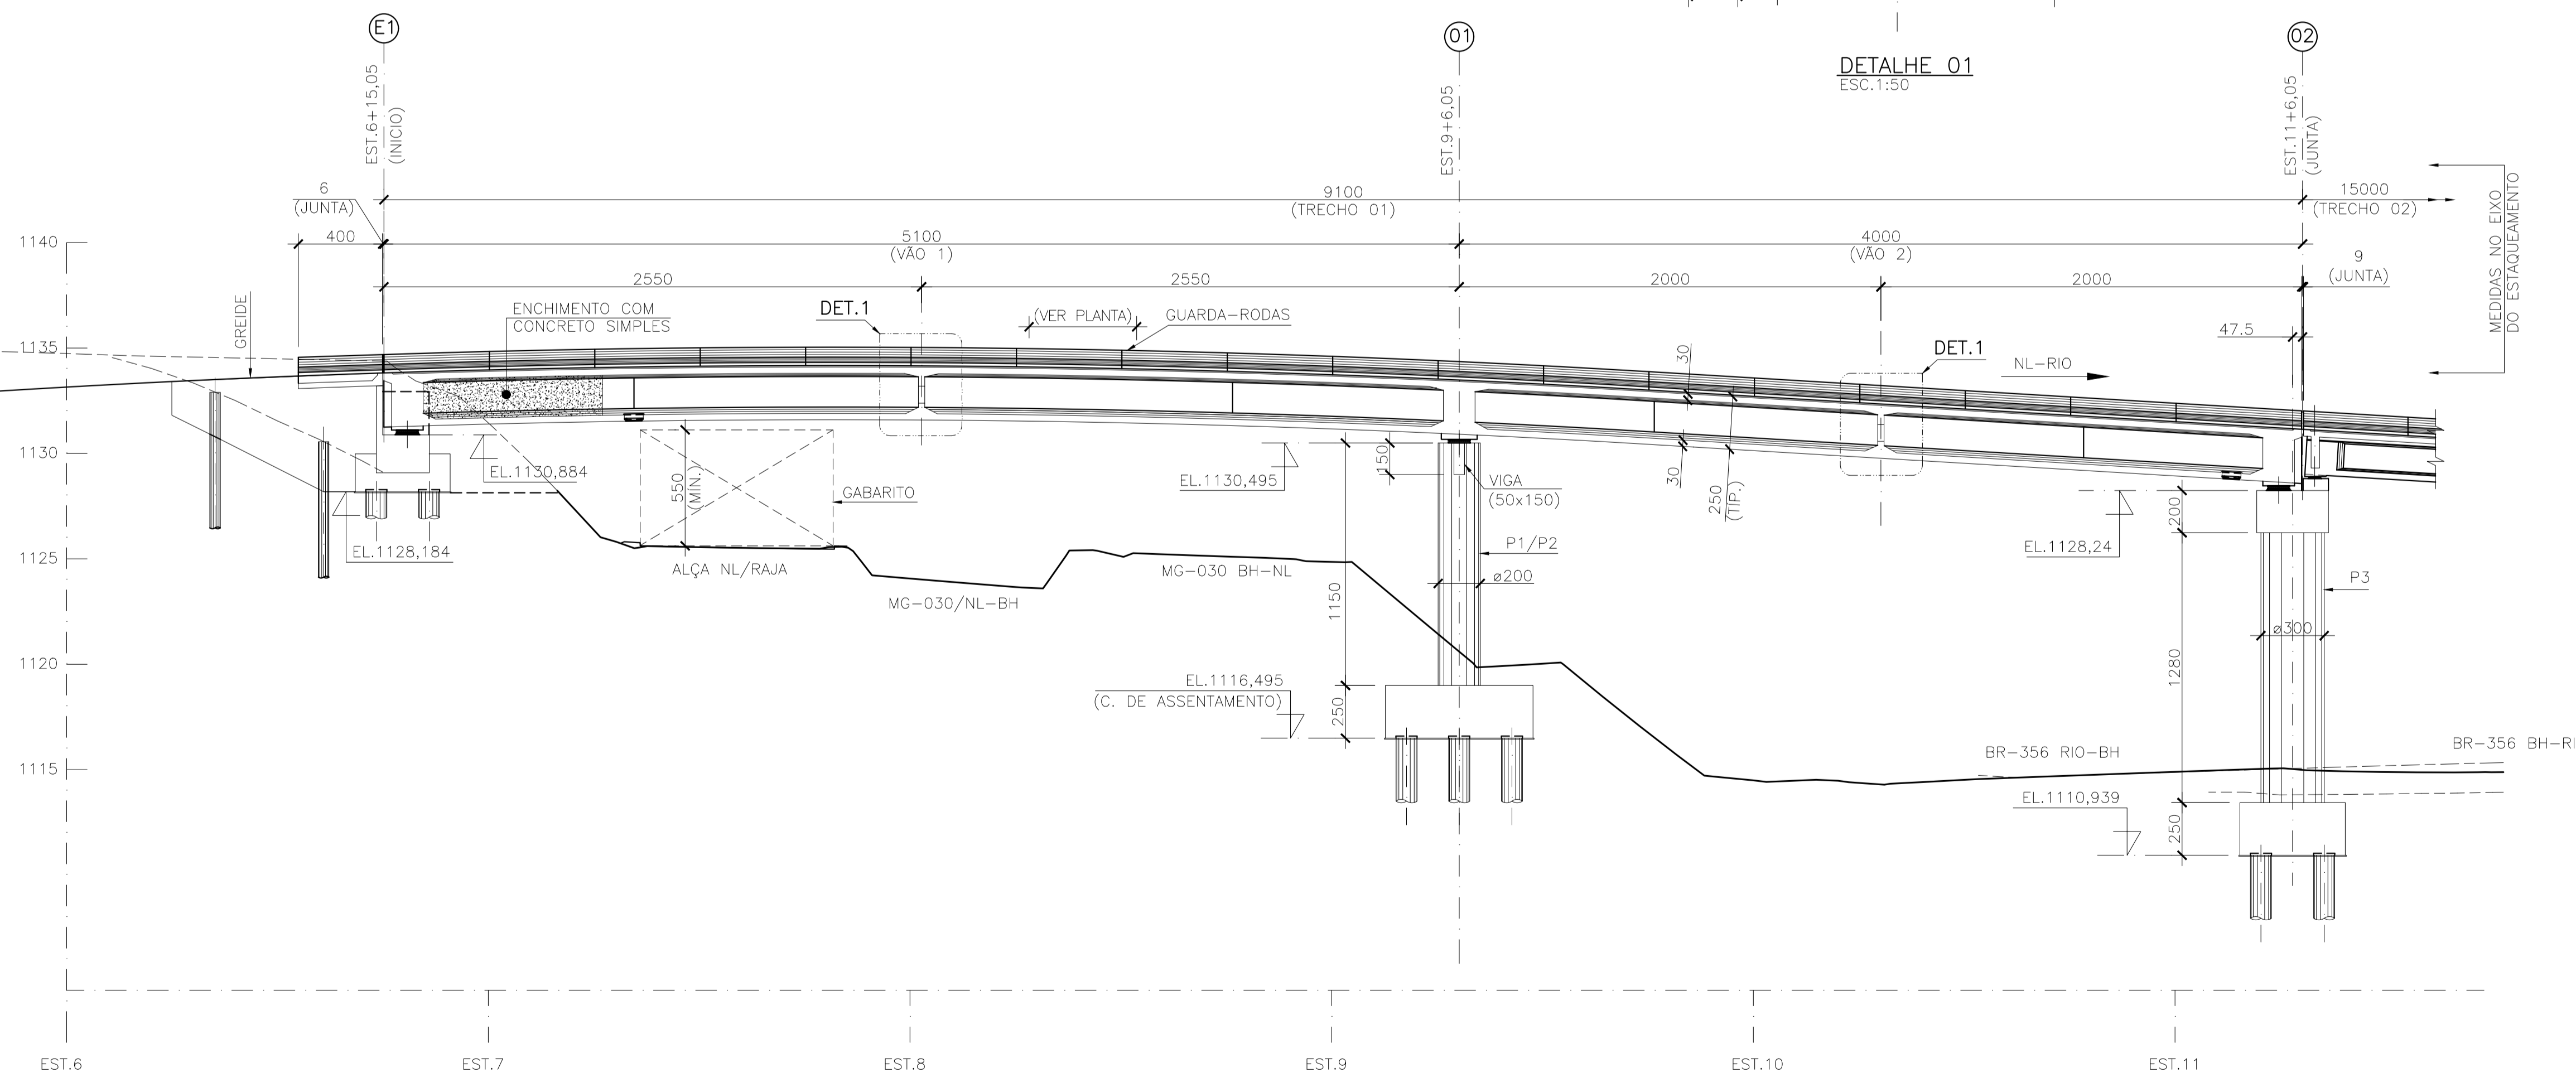 E1
01
02
DETALHE 01
ESC.1:50
EST.6+15,05
(INICIO)
EST.9+6,05
EST.11+6,05
(JUNTA)
6
(JUNTA)
9100
(TRECHO 01)
15000
(TRECHO 02)
MEDIDAS NO EIXO
DO ESTAQUEAMENTO
1140
400
5100
(VÃO 1)
4000
(VÃO 2)
9
(JUNTA)
2550
2550
2000
2000
GREIDE
ENCHIMENTO COM
CONCRETO SIMPLES
DET.1
(VER PLANTA)
GUARDA-RODAS
47.5
1135
30
DET.1
NL-RIO
1130
EL.1130,884
550
(MÍN.)
GABARITO
EL.1130,495
150
VIGA
(50x150)
30
250
(TIP.)
200
EL.1128,184
EL.1128,24
1125
ALÇA NL/RAJA
MG-030 BH-NL
P1/P2
ø200
P3
MG-030/NL-BH
1150
ø300
1120
EL.1116,495
(C. DE ASSENTAMENTO)
250
1280
1115
BR-356 RIO-BH
BR-356 BH-RI
EL.1110,939
250
EST.6
EST.7
EST.8
EST.9
EST.10
EST.11